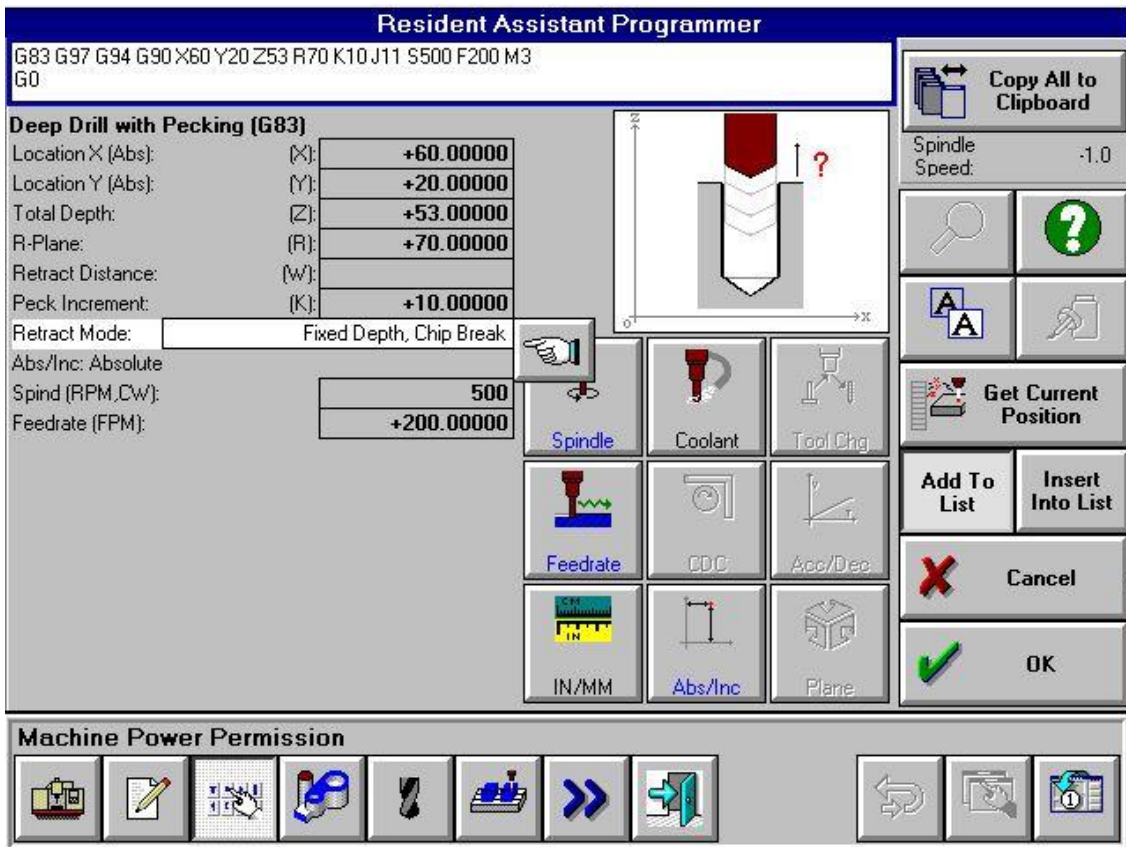 Resident Assistant Programmer
G83 G97 G94 G90 X60 Y20 Z53 R70 K10 J11 S500 F200 M3
G0
Copy All to
Clipboard
Spindle
Speed:
-1.0
Deep Drill with Pecking (G83)
Location X (Abs): (X): +60.00000
Location Y (Abs): (Y): +20.00000
Total Depth: (Z): +53.00000
R-Plane: (R): +70.00000
Retract Distance: (W):
Peck Increment: (K): +10.00000
Retract Mode: Fixed Depth, Chip Break
Abs/Inc: Absolute
Spind (RPM,CW): 500
Feedrate (FPM): +200.00000
Z
?
0
X
Spindle
Coolant
Tool Chg
Feedrate
CDC
Acc/Dec
CM
IN
IN/MM
Abs/Inc
Plane
?
A
A
Get Current
Position
Add To
List
Insert
Into List
Cancel
OK
Machine Power Permission
1